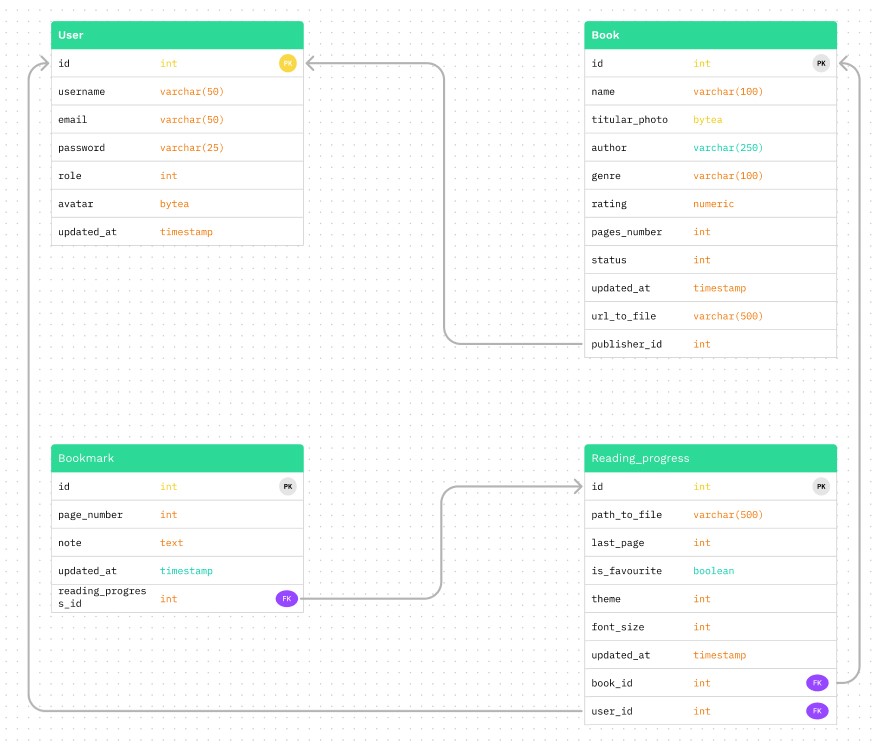 User
id int PK
username varchar(50)
email varchar(50)
password varchar(25)
role int
avatar bytea
updated_at timestamp
Book
id int PK
name varchar(100)
titular_photo bytea
author varchar(250)
genre varchar(100)
rating numeric
pages_number int
status int
updated_at timestamp
url_to_file varchar(500)
publisher_id int
Bookmark
id int PK
page_number int
note text
updated_at timestamp
reading_progres
s_id int FK
Reading_progress
id int PK
path_to_file varchar(500)
last_page int
is_favourite boolean
theme int
font_size int
updated_at timestamp
book_id int FK
user_id int FK